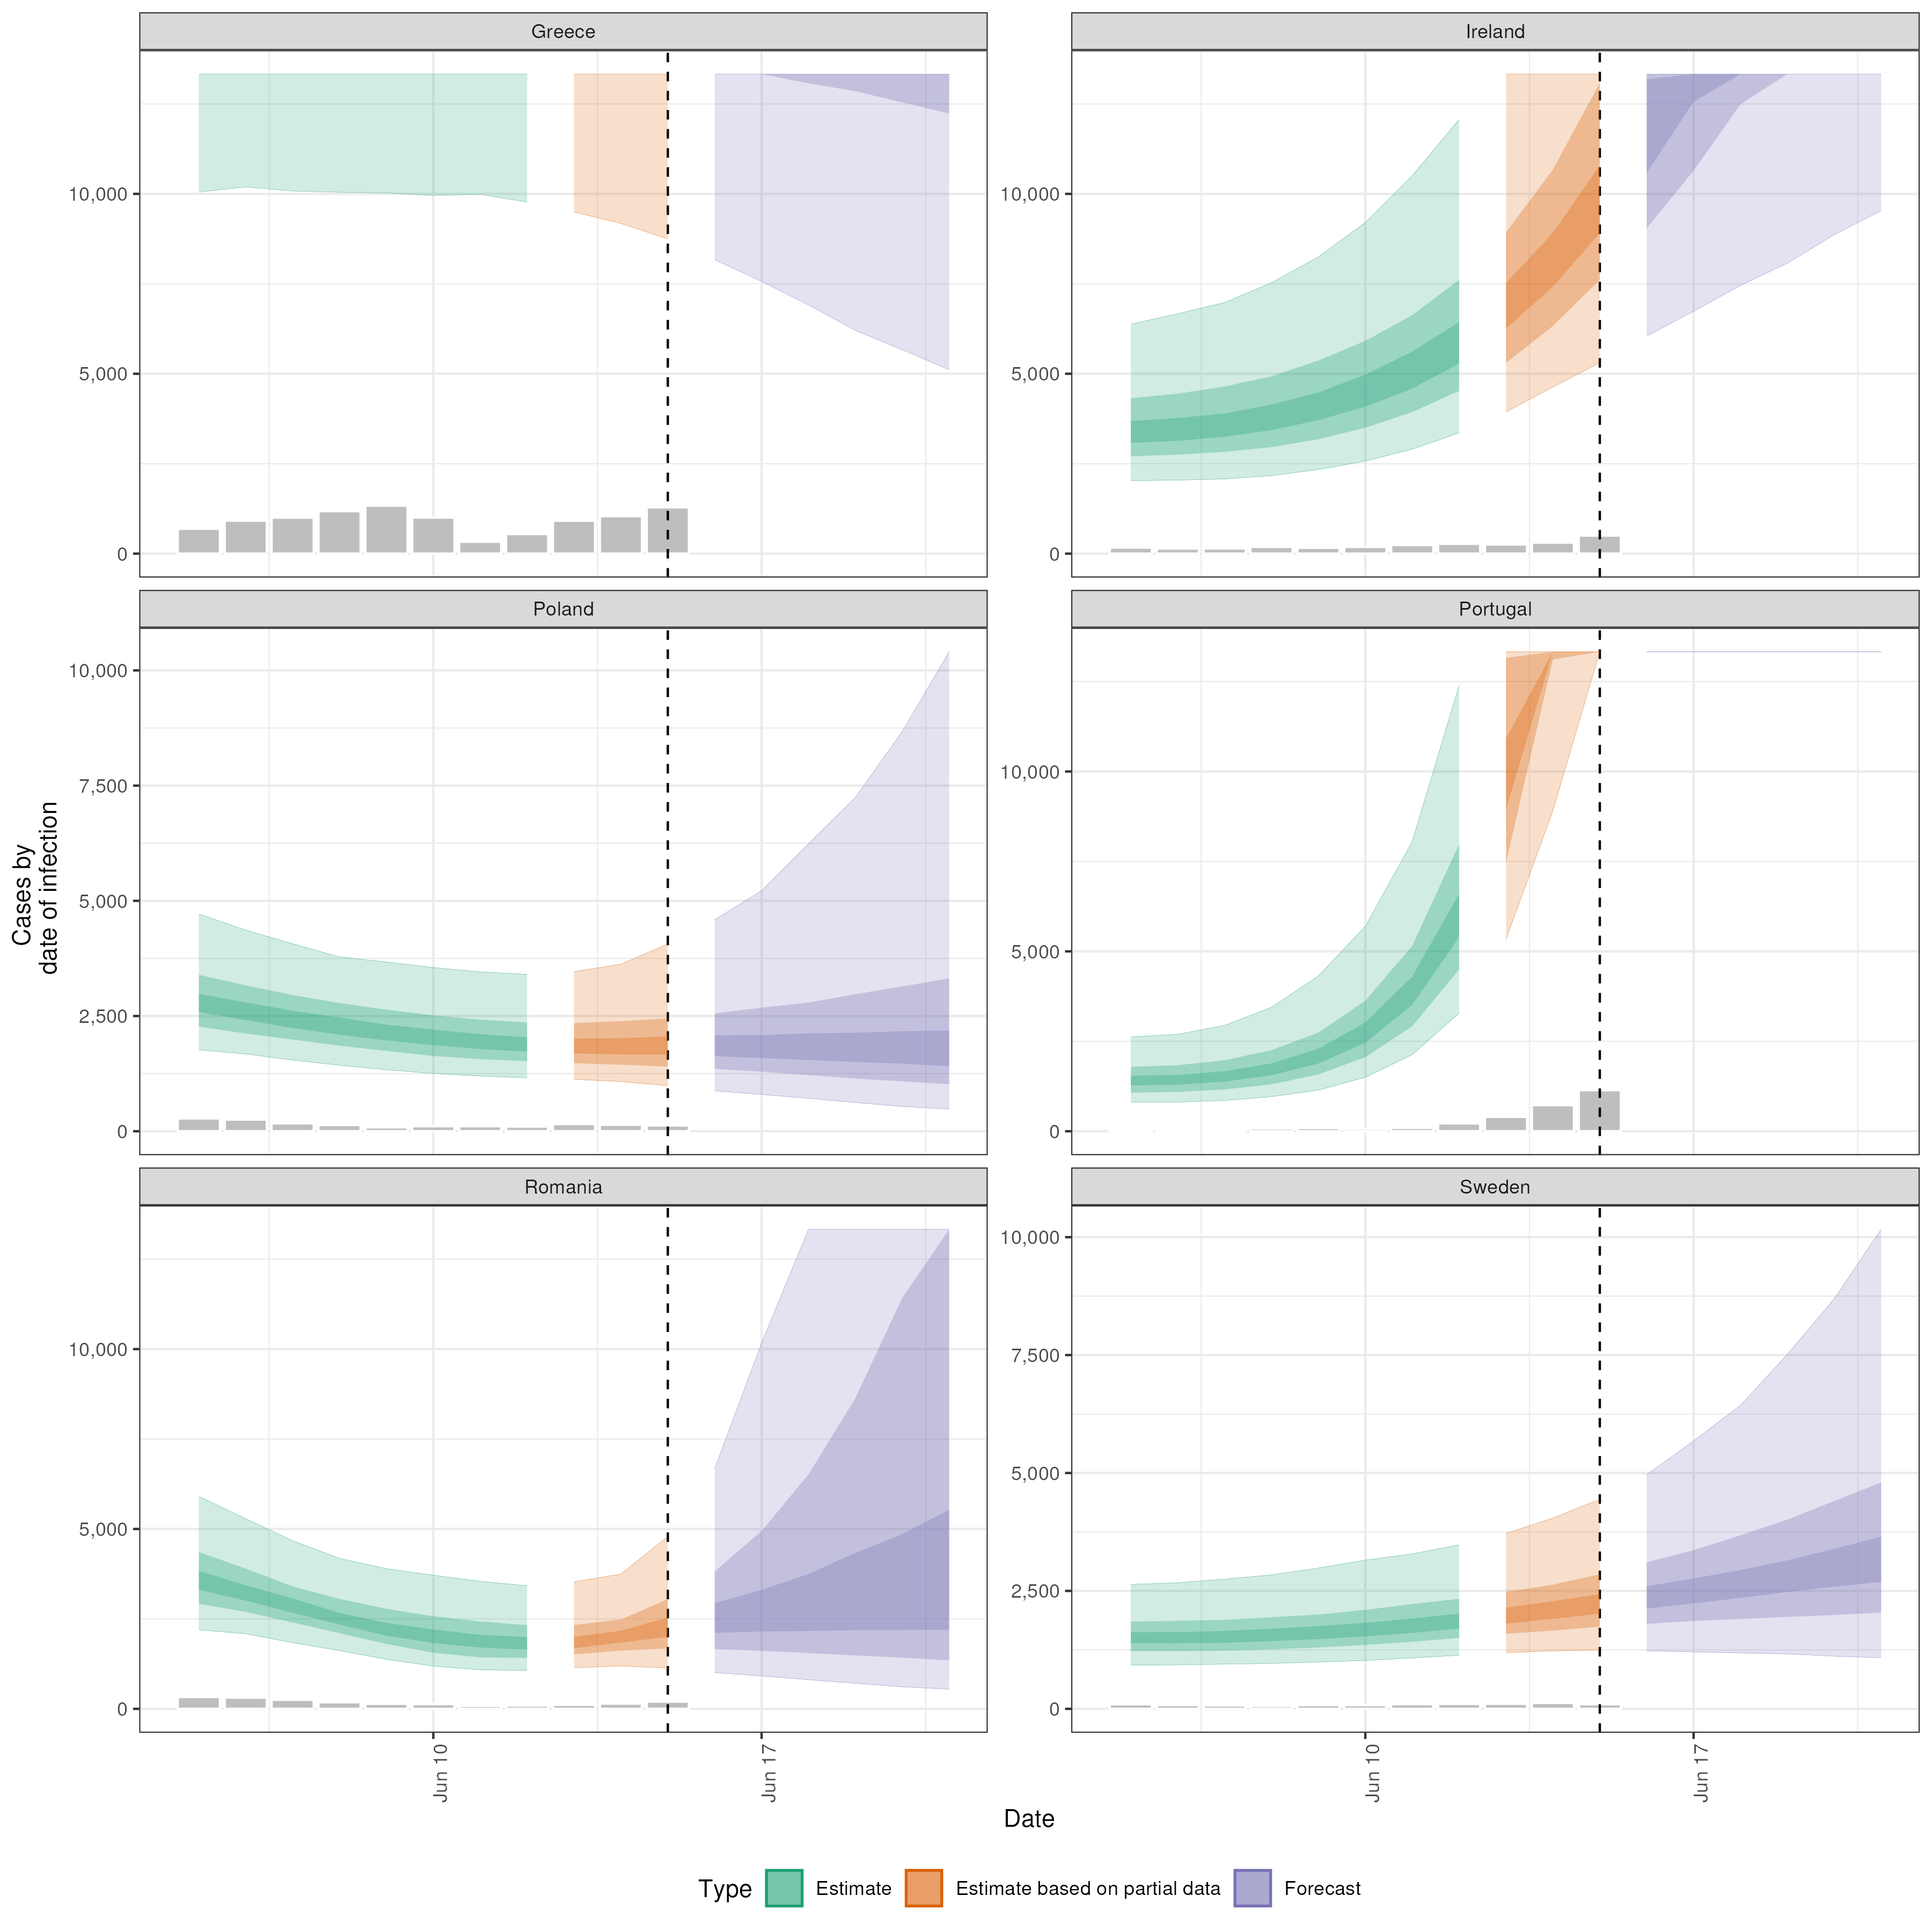 Greece
Ireland
10,000
5,000
0
10,000
5,000
0
Poland
Portugal
10,000
7,500
5,000
2,500
0
10,000
5,000
0
Cases by
date of infection
Romania
Sweden
10,000
5,000
0
10,000
7,500
5,000
2,500
0
Jun 10
Jun 17
Jun 10
Jun 17
Date
Type Estimate Estimate based on partial data Forecast